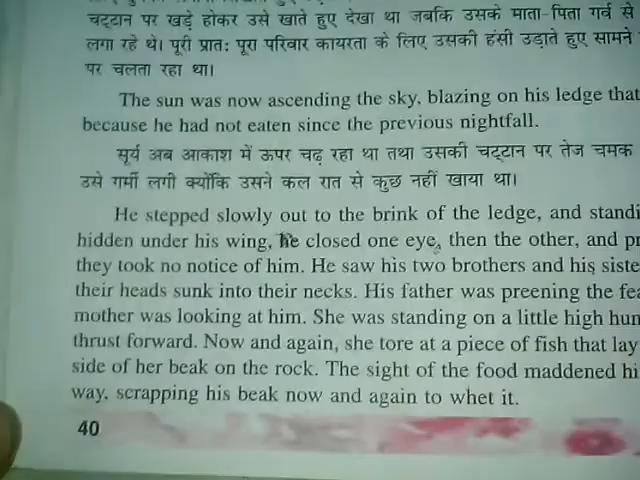 चट्टान पर खड़े होकर उसे खाते हुए देखा था जबकि उसके माता-पिता गर्व से
लगा रहे थे। पूरी प्रातः पूरा परिवार कायरता के लिए उसकी हंसी उड़ाते हुए सामने
पर चलता रहा था।
The sun was now ascending the sky, blazing on his ledge that
because he had not eaten since the previous nightfall.
सूर्य अब आकाश में ऊपर चढ़ रहा था तथा उसकी चट्टान पर तेज चमक
उसे गर्मी लगी क्योंकि उसने कल रात से कुछ नहीं खाया था।
He stepped slowly out to the brink of the ledge, and standi
hidden under his wing, he closed one eye, then the other, and pr
they took no notice of him. He saw his two brothers and his siste
their heads sunk into their necks. His father was preening the fea
mother was looking at him. She was standing on a little high hun
thrust forward. Now and again, she tore at a piece of fish that lay
side of her beak on the rock. The sight of the food maddened hi
way, scrapping his beak now and again to whet it.
40